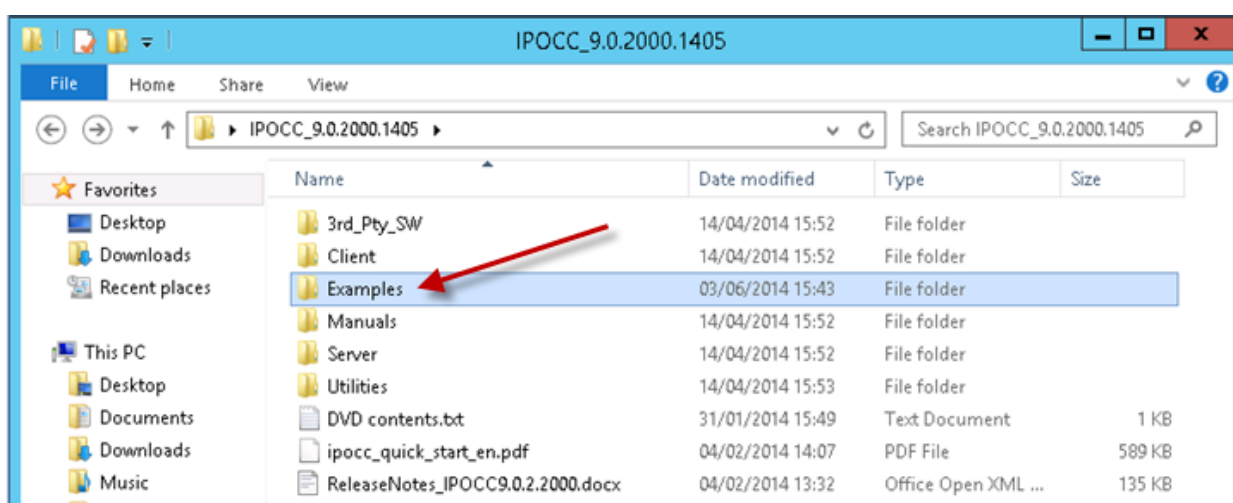 IPOCC_9.0.2000.1405
File Home Share View
IPOCC_9.0.2000.1405 Search IPOCC_9.0.2000.1405
Name Date modified Type Size
Favorites
Desktop 3rd_Pty_SW 14/04/2014 15:52 File folder
Downloads Client 14/04/2014 15:52 File folder
Recent places Examples 03/06/2014 15:43 File folder
Manuals 14/04/2014 15:52 File folder
This PC Server 14/04/2014 15:52 File folder
Desktop Utilities 14/04/2014 15:53 File folder
Documents DVD contents.txt 31/01/2014 15:49 Text Document 1 KB
Downloads ipocc_quick_start_en.pdf 04/02/2014 14:07 PDF File 589 KB
Music ReleaseNotes_IPOCC9.0.2.2000.docx 04/02/2014 13:32 Office Open XML ... 135 KB